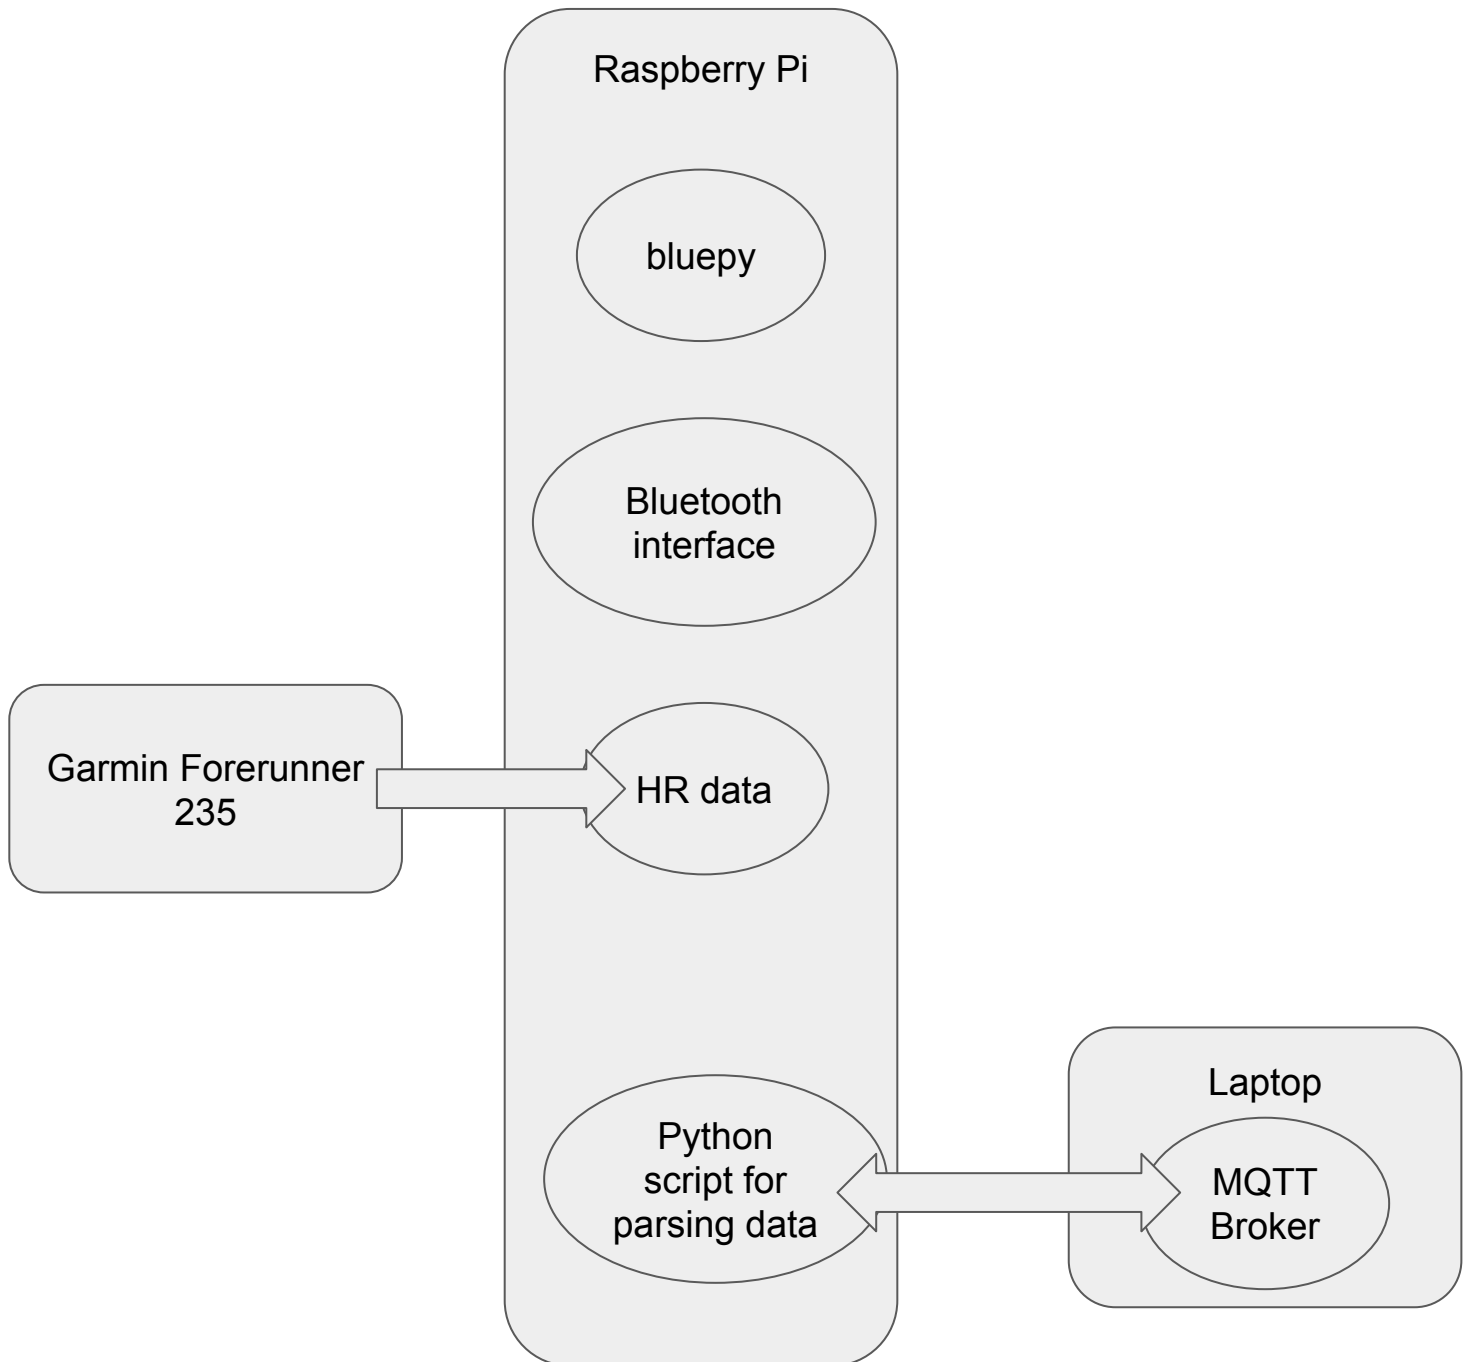 Raspberry Pi
bluepy
Bluetooth
interface
Garmin Forerunner
235
HR data
Python
script for
parsing data
Laptop
MQTT
Broker